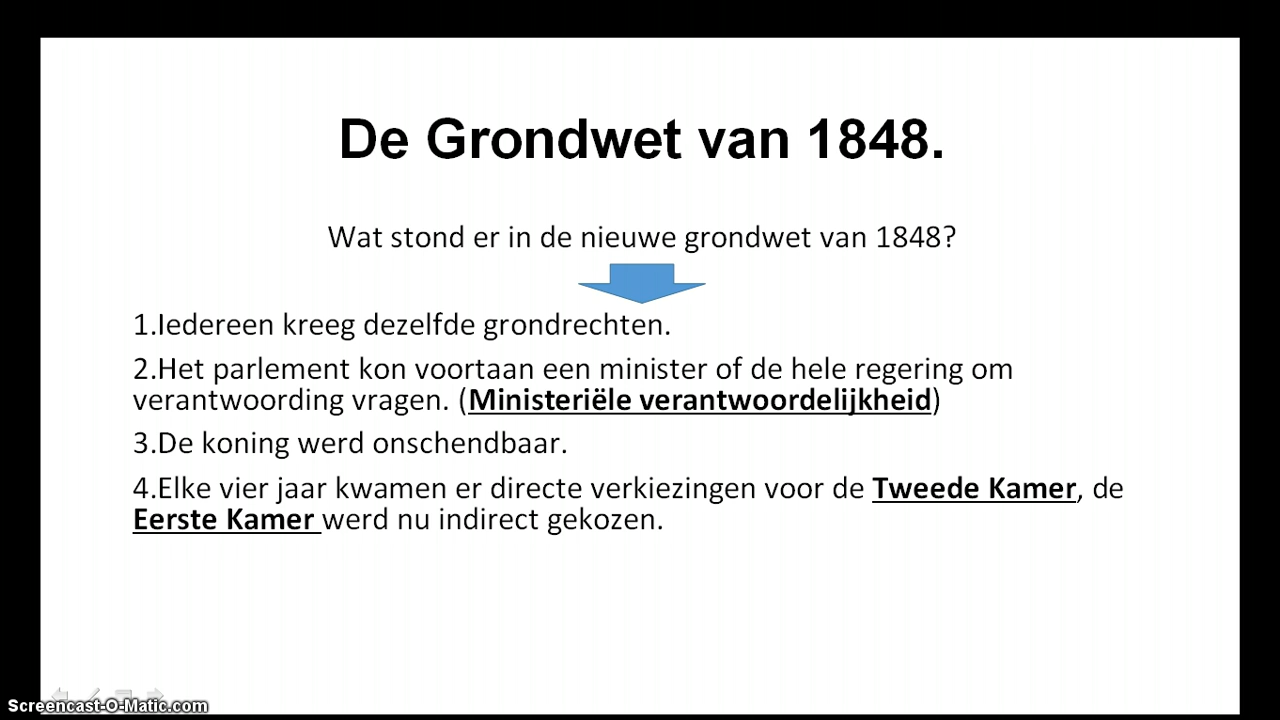 De Grondwet van 1848.
Wat stond er in de nieuwe grondwet van 1848?
1.Iedereen kreeg dezelfde grondrechten.
2.Het parlement kon voortaan een minister of de hele regering om
verantwoording vragen. (Ministeriële verantwoordelijkheid)
3.De koning werd onschendbaar.
4.Elke vier jaar kwamen er directe verkiezingen voor de Tweede Kamer, de
Eerste Kamer werd nu indirect gekozen.
Screencast-O-Matic.com